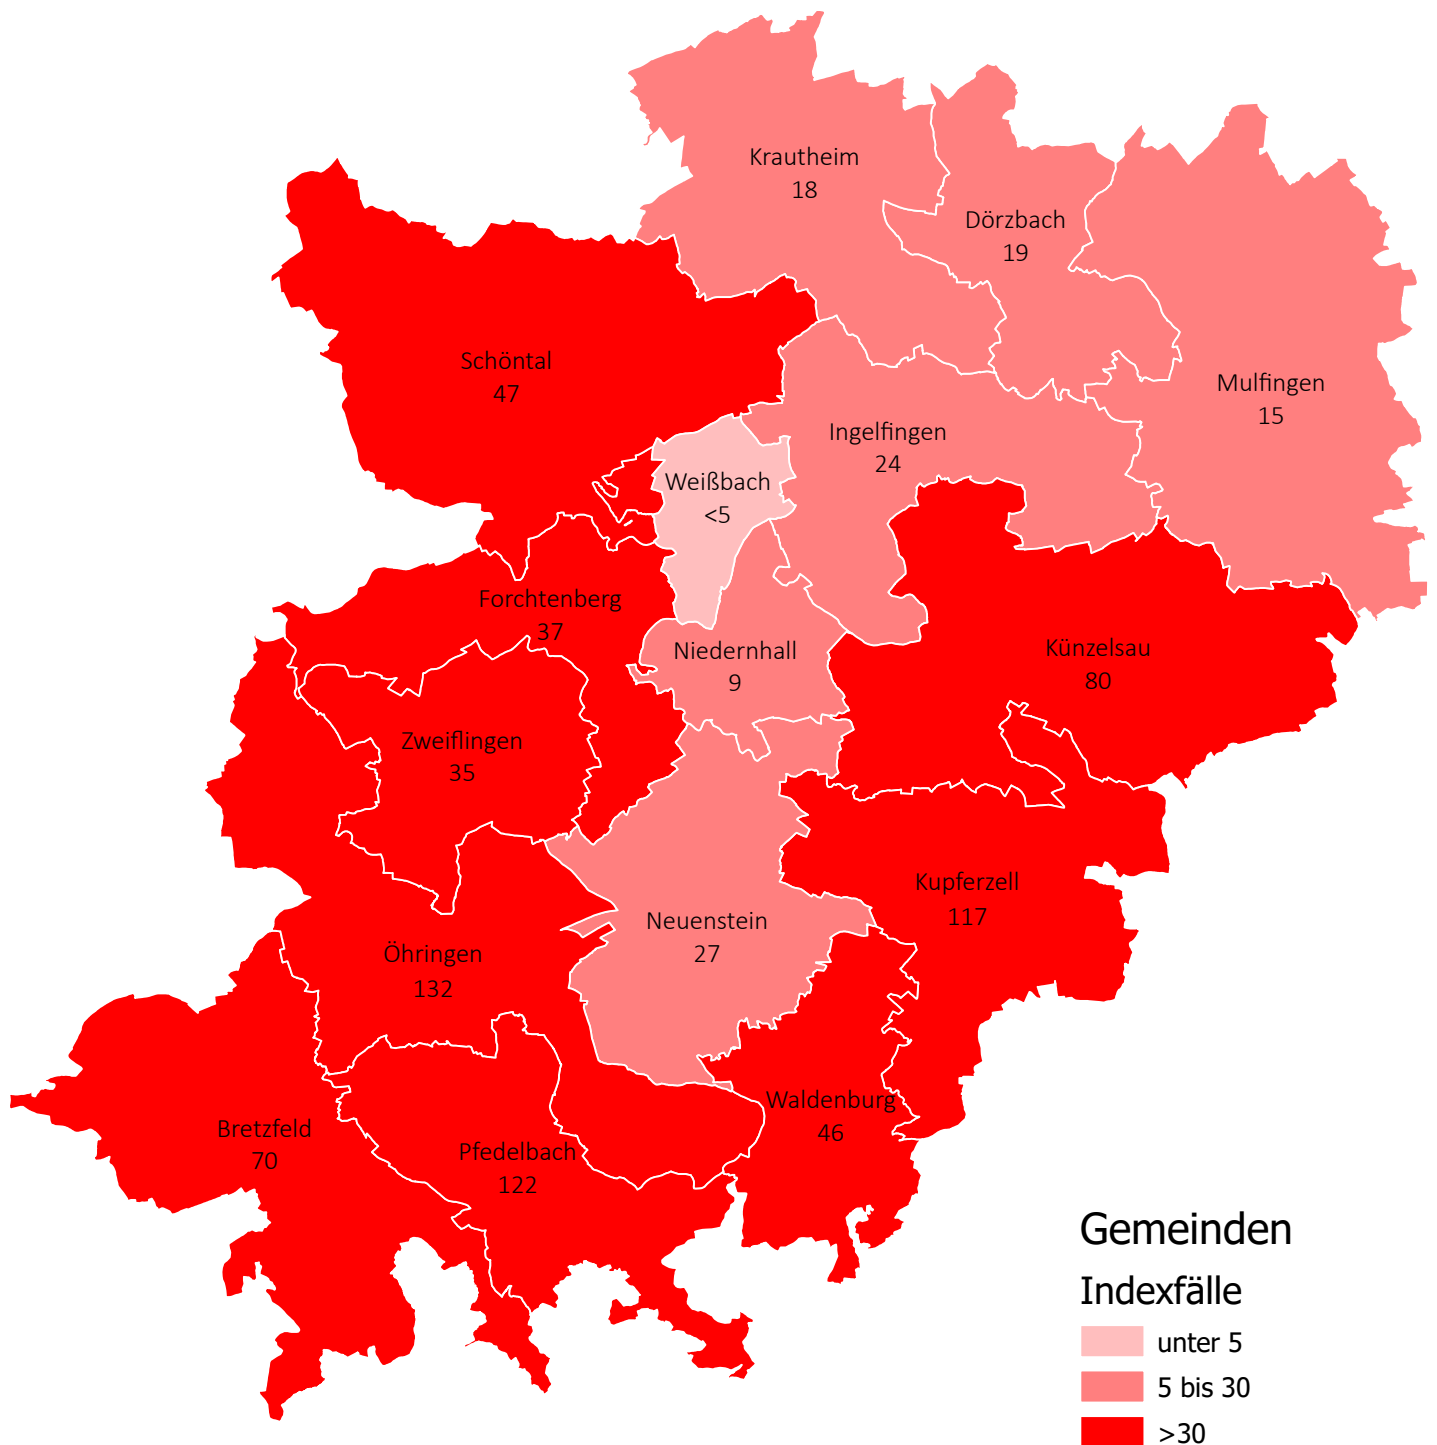 Krautheim
18
Dörzbach
19
Schöntal
47
Mulfingen
15
Ingelfingen
24
Weißbach
<5
Forchtenberg
37
Niedernhall
9
Künzelsau
80
Zweiflingen
35
Kupferzell
117
Neuenstein
27
Öhringen
132
Waldenburg
46
Bretzfeld
70
Pfedelbach
122
Gemeinden
Indexfälle
unter 5
5 bis 30
>30